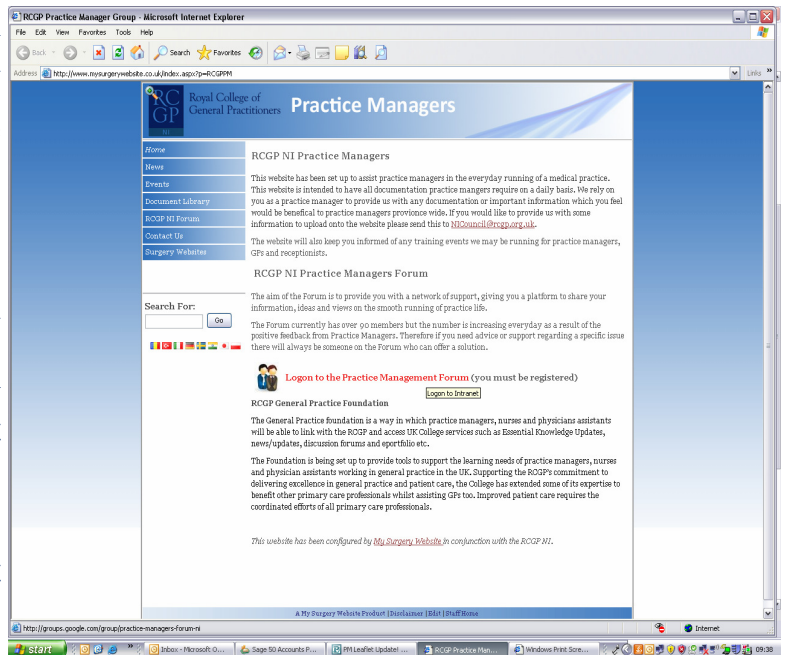 RCGP Practice Manager Group - Microsoft Internet Explorer
File Edit View Favorites Tools Help
Back Search Favorites
Address http://www.mysurgerywebsite.co.uk/index.aspx?p=RCGPPM Links »
RC
GP
NI
Royal College of
General Practitioners
Practice Managers
Home
News
Events
Document Library
RCGP NI Forum
Contact Us
Surgery Websites
Search For:
Go
RCGP NI Practice Managers
This website has been set up to assist practice managers in the everyday running of a medical practice.
This website is intended to have all documentation practice mangers require on a daily basis. We rely on
you as a practice manager to provide us with any documentation or important information which you feel
would be benefical to practice managers provionce wide. If you would like to provide us with some
information to upload onto the website please send this to NICouncil@rcgp.org.uk.
The website will also keep you informed of any training events we may be running for practice managers,
GPs and receptionists.
RCGP NI Practice Managers Forum
The aim of the Forum is to provide you with a network of support, giving you a platform to share your
information, ideas and views on the smooth running of practice life.
The Forum currently has over 90 members but the number is increasing everyday as a result of the
positive feedback from Practice Managers. Therefore if you need advice or support regarding a specific issue
there will always be someone on the Forum who can offer a solution.
Logon to the Practice Management Forum (you must be registered)
Logon to Intranet
RCGP General Practice Foundation
The General Practice foundation is a way in which practice managers, nurses and physicians assistants
will be able to link with the RCGP and access UK College services such as Essential Knowledge Updates,
news/updates, discussion forums and eportfolio etc.
The Foundation is being set up to provide tools to support the learning needs of practice managers, nurses
and physician assistants working in general practice in the UK. Supporting the RCGP's commitment to
delivering excellence in general practice and patient care, the College has extended some of its expertise to
benefit other primary care professionals whilst assisting GPs too. Improved patient care requires the
coordinated efforts of all primary care professionals.
This website has been configured by My Surgery Website in conjunction with the RCGP NI.
A My Surgery Website Product |Disclaimer |Edit |Staff Home
http://groups.google.com/group/practice-managers-forum-ni Internet
start » Inbox - Microsoft O... Sage 50 Accounts P... PM Leaflet Update! ... RCGP Practice Man... Windows Print Scre... 09:38